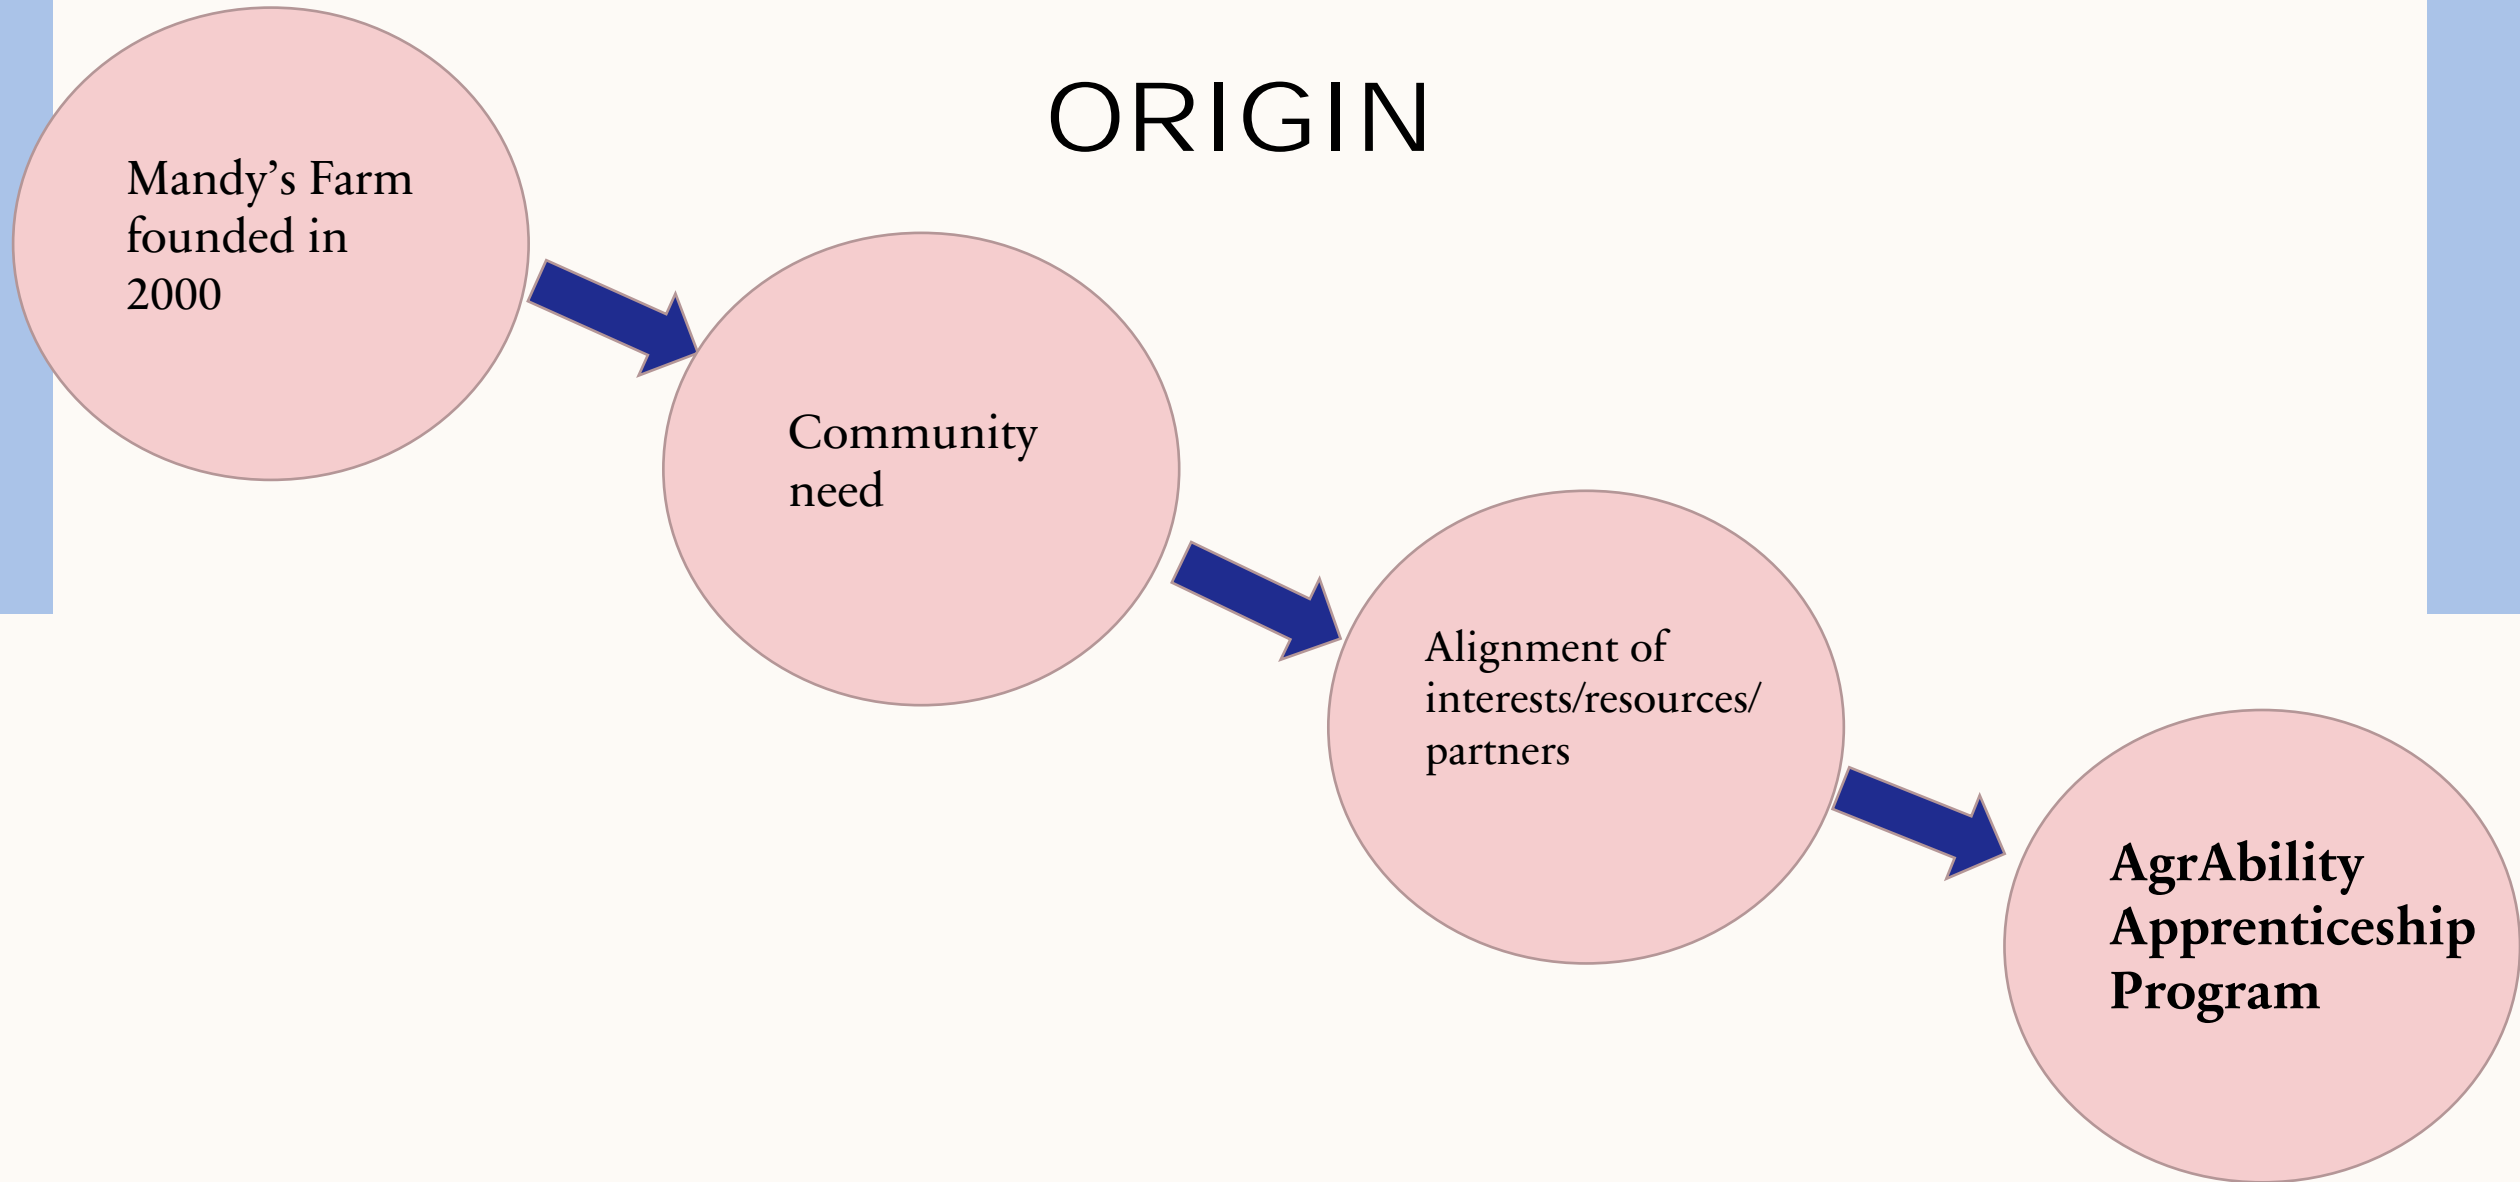 ORIGIN
Mandy’s Farm
founded in
2000
Community
need
Alignment of
interests/resources/
partners
AgrAbility
Apprenticeship
Program